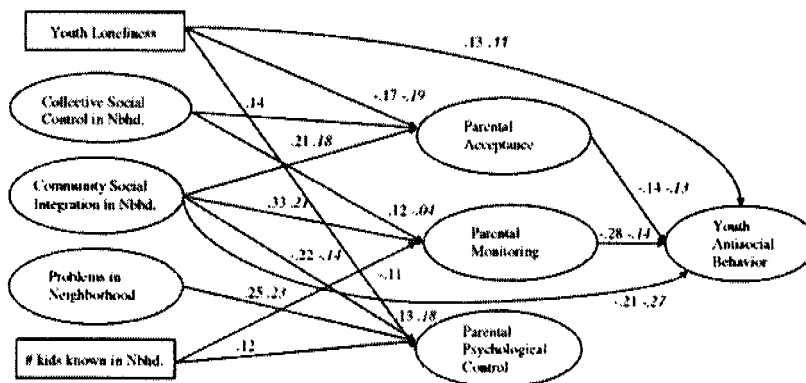 Youth Loneliness
.13 .11
-.17 -.19
Collective Social
Control in Nbhd.
.14
Parental
Acceptance
.21 .18
Community Social
Integration in Nbhd.
.33 .21
.12 -.04
-.14 -.13
Parental
Monitoring
-.28 -.14
Youth
Antisocial
Behavior
-.22 -.14
Problems in
Neighborhood
-.11
.25 .23
-.21 -.27
.13 .18
Parental
Psychological
Control
# kids known in Nbhd.
.12